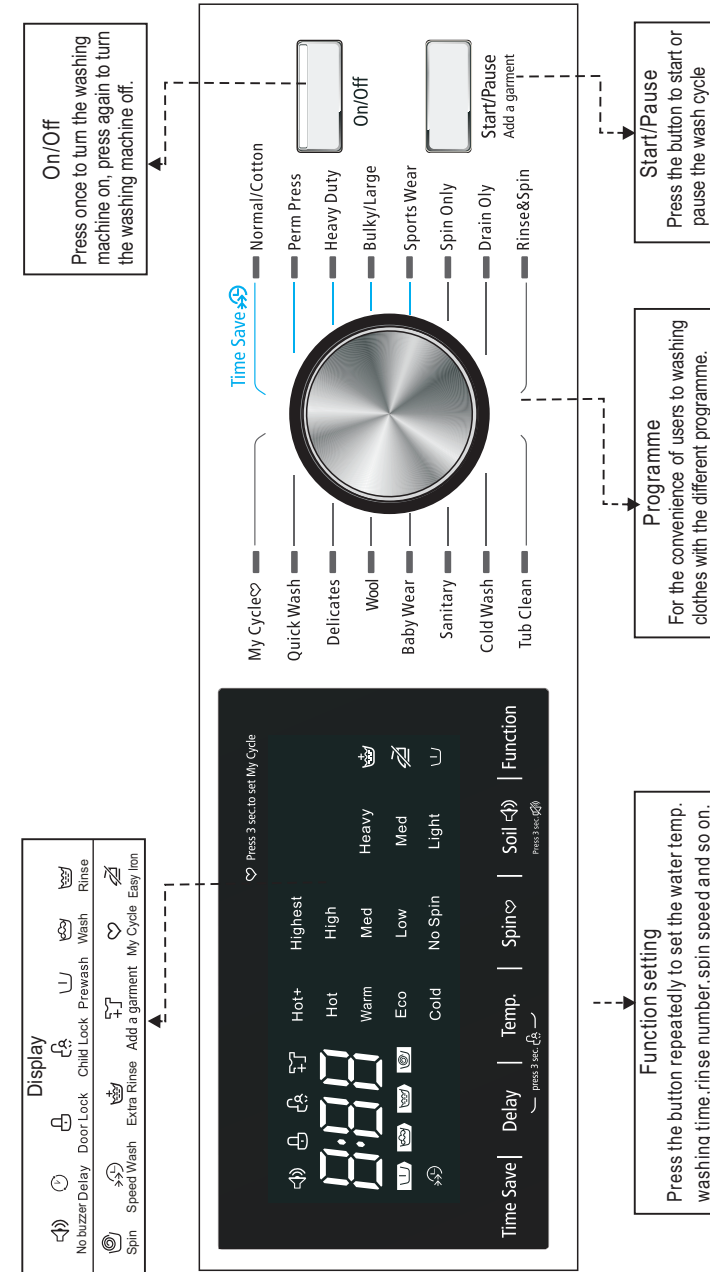 Display
No buzzer Delay Door Lock Child Lock Prewash Wash Rinse
Spin Speed Wash Extra Rinse Add a garment My Cycle Easy Iron
On/Off
Press once to turn the washing
machine on, press again to turn
the washing machine off.
♡ Press 3 sec.to set My Cycle
Hot+ Highest
Hot High
Warm Med Heavy
Eco Low Med
Cold No Spin Light
8:88
Time Save | Delay | Temp. | Spin♡ | Soil | Function
press 3 sec.
Press 3 sec.
My Cycle♡
Quick Wash
Delicates
Wool
Baby Wear
Sanitary
Cold Wash
Tub Clean
Time Save
Normal/Cotton
Perm Press
Heavy Duty
Bulky/Large
Sports Wear
Spin Only
Drain Oly
Rinse&Spin
On/Off
Start/Pause
Add a garment
Function setting
Press the button repeatedly to set the water temp.
washing time.rinse number.spin speed and so on.
Programme
For the convenience of users to washing
clothes with the different programme.
Start/Pause
Press the button to start or
pause the wash cycle